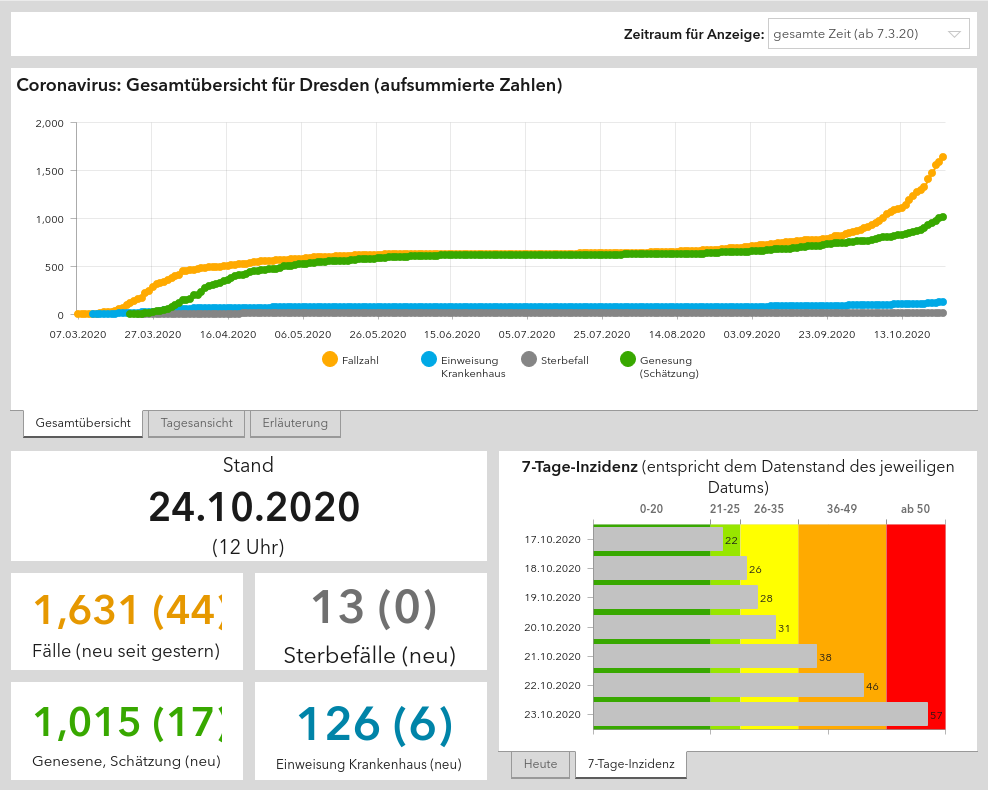 Zeitraum für Anzeige: gesamte Zeit (ab 7.3.20)
Coronavirus: Gesamtübersicht für Dresden (aufsummierte Zahlen)
2,000
1,500
1,000
500
0
07.03.2020 27.03.2020 16.04.2020 06.05.2020 26.05.2020 15.06.2020 05.07.2020 25.07.2020 14.08.2020 03.09.2020 23.09.2020 13.10.2020
Fallzahl Einweisung Sterbefall Genesung
Krankenhaus (Schätzung)
Gesamtübersicht Tagesansicht Erläuterung
Stand
24.10.2020
(12 Uhr)
1,631 (44)
Fälle (neu seit gestern)
13 (0)
Sterbefälle (neu)
1,015 (17)
Genesene, Schätzung (neu)
126 (6)
Einweisung Krankenhaus (neu)
7-Tage-Inzidenz (entspricht dem Datenstand des jeweiligen
Datums)
0-20 21-25 26-35 36-49 ab 50
17.10.2020 22
18.10.2020 26
19.10.2020 28
20.10.2020 31
21.10.2020 38
22.10.2020 46
23.10.2020 57
Heute 7-Tage-Inzidenz